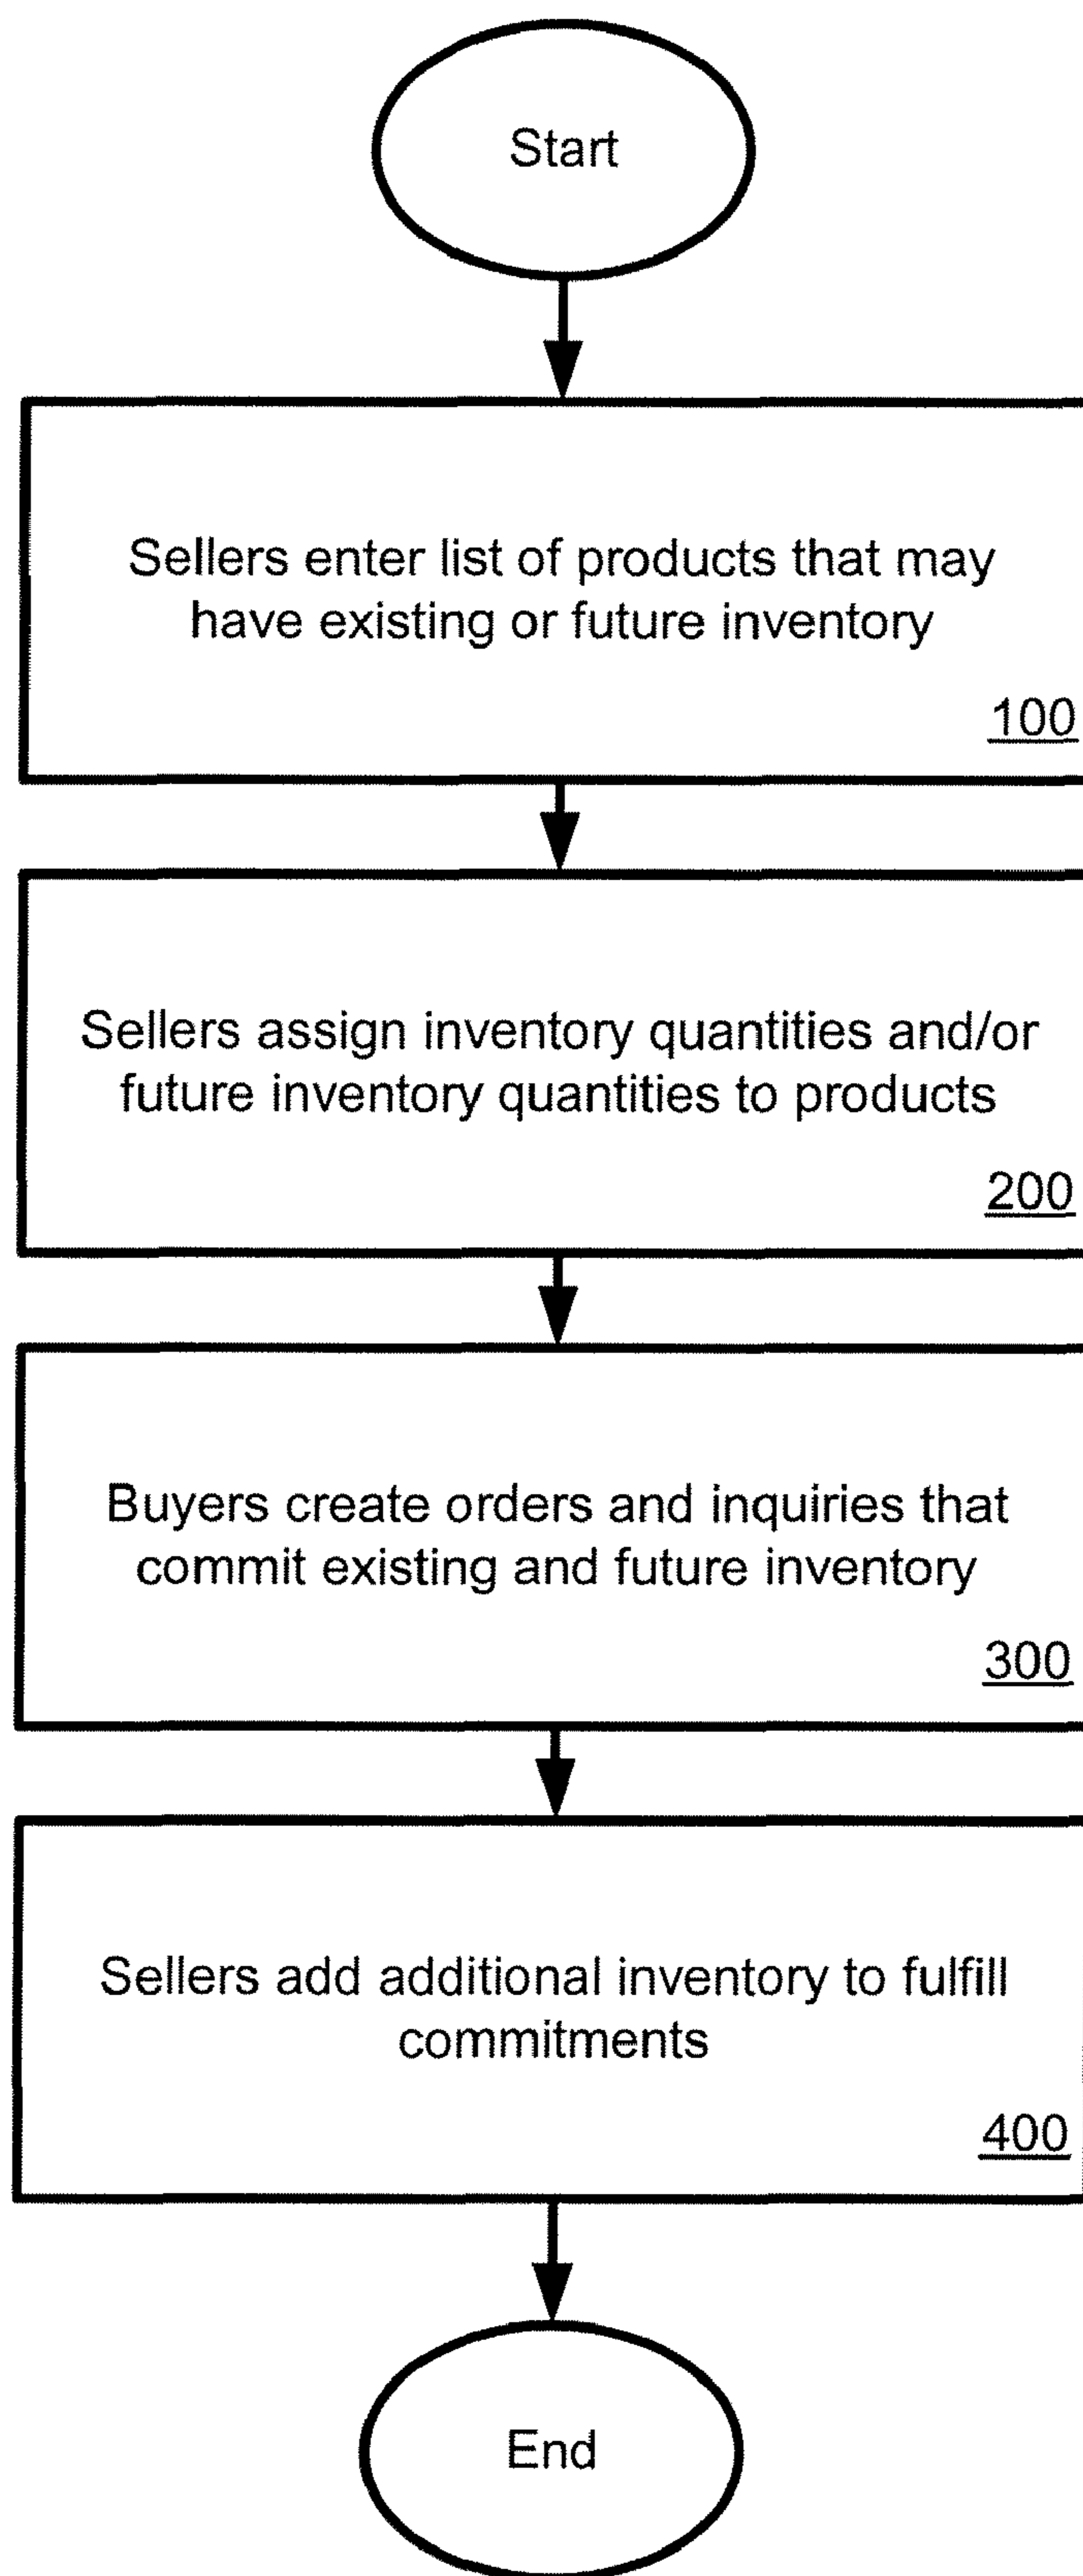 Start
Sellers enter list of products that may
have existing or future inventory
100
Sellers assign inventory quantities and/or
future inventory quantities to products
200
Buyers create orders and inquiries that
commit existing and future inventory
300
Sellers add additional inventory to fulfill
commitments
400
End